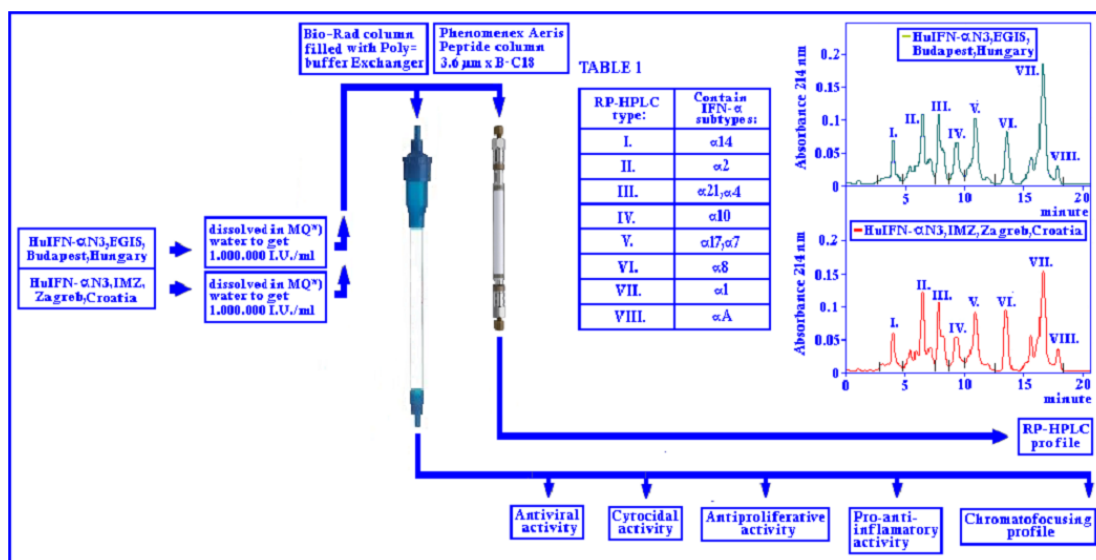 Bio-Rad column
filled with Poly=
buffer Exchanger
Phenomenex Aeris
Peptide column
3.6 µm x B-C18
HuIFN-αN3,EGIS,
Budapest,Hungary
HuIFN-αN3,IMZ,
Zagreb,Croatia
dissolved in MQ*)
water to get
1.000.000 I.U./ml
dissolved in MQ*)
water to get
1.000.000 I.U./ml
TABLE 1
RP-HPLC
type:
Contain
IFN-α
subtypes:
I. α14
II. α2
III. α21,α4
IV. α10
V. α17,α7
VI. α8
VII. α1
VIII. αA
HuIFN-αN3,EGIS,
Budapest,Hungary
Absorbance 214 nm
0.2
0.15
0.1
0.05
0
I.
II.
III.
IV.
V.
VI.
VII.
VIII.
5 10 15 20
minute
HuIFN-αN3,IMZ,Zagreb,Croatia
Absorbance 214 nm
0.2
0.15
0.1
0.05
0
I.
II.
III.
IV.
V.
VI.
VII.
VIII.
0 5 10 15 20
minute
RP-HPLC
profile
Antiviral
activity
Cyrocidal
activity
Antiproliferative
activity
Pro-anti-
inflamatory
activity
Chromatofocusing
profile